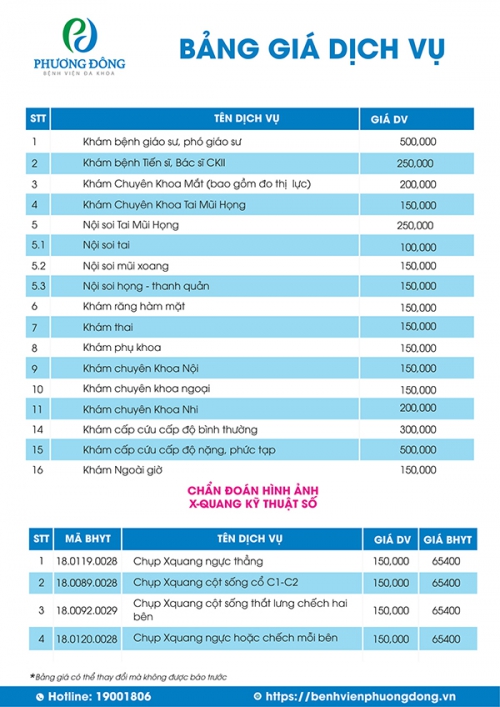 PHƯƠNG ĐÔNG
BỆNH VIỆN ĐA KHOA
BẢNG GIÁ DỊCH VỤ
STT TÊN DỊCH VỤ GIÁ DV
1 Khám bệnh giáo sư, phó giáo sư 500,000
2 Khám bệnh Tiến sĩ, Bác sĩ CKII 250,000
3 Khám Chuyên Khoa Mắt (bao gồm đo thị lực) 200,000
4 Khám Chuyên Khoa Tai Mũi Họng 150,000
5 Nội soi Tai Mũi Họng 250,000
5.1 Nội soi tai 100,000
5.2 Nội soi mũi xoang 150,000
5.3 Nội soi họng - thanh quản 150,000
6 Khám răng hàm mặt 150,000
7 Khám thai 150,000
8 Khám phụ khoa 150,000
9 Khám chuyên Khoa Nội 150,000
10 Khám chuyên khoa ngoại 150,000
11 Khám chuyên Khoa Nhi 200,000
14 Khám cấp cứu cấp độ bình thường 300,000
15 Khám cấp cứu cấp độ nặng, phức tạp 500,000
16 Khám Ngoài giờ 150,000
CHẨN ĐOÁN HÌNH ẢNH
X-QUANG KỸ THUẬT SỐ
STT MÃ BHYT TÊN DỊCH VỤ GIÁ DV GIÁ BHYT
1 18.0119.0028 Chụp Xquang ngực thẳng 150,000 65400
2 18.0089.0028 Chụp Xquang cột sống cổ C1-C2 150,000 65400
3 18.0092.0029 Chụp Xquang cột sống thắt lưng chếch hai bên 150,000 65400
4 18.0120.0028 Chụp Xquang ngực hoặc chếch mỗi bên 150,000 65400
*Bảng giá có thể thay đổi mà không được báo trước
Hotline: 19001806 https://benhvienphuongdong.vn